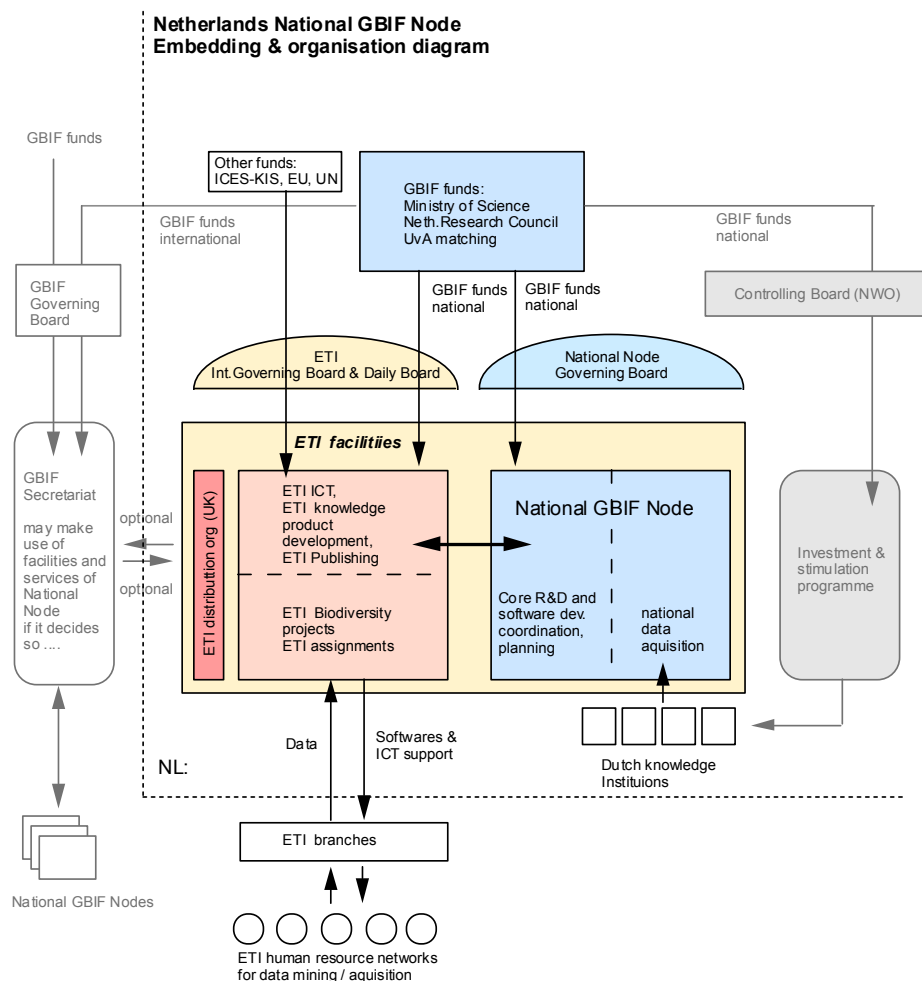 Netherlands National GBIF Node
Embedding & organisation diagram
GBIF funds
Other funds:
ICES-KIS, EU, UN
GBIF funds:
Ministry of Science
Neth.Research Council
UvA matching
GBIF funds
international
GBIF funds
national
GBIF
Governing
Board
GBIF funds
national
GBIF funds
national
Controlling Board (NWO)
ETI
Int.Governing Board & Daily Board
National Node
Governing Board
ETI facilitiies
GBIF
Secretariat
may make
use of
facilities and
services of
National
Node
if it decides
so ....
optional
optional
ETI distributtion org (UK)
ETI ICT,
ETI knowledge
product
development,
ETI Publishing
ETI Biodiversity
projects
ETI assignments
National GBIF Node
Core R&D and
software dev.
coordination,
planning
national
data
aquisition
Investment &
stimulation
programme
Data
Softwares &
ICT support
Dutch knowledge
Instituions
NL:
ETI branches
National GBIF Nodes
ETI human resource networks
for data mining / aquisition